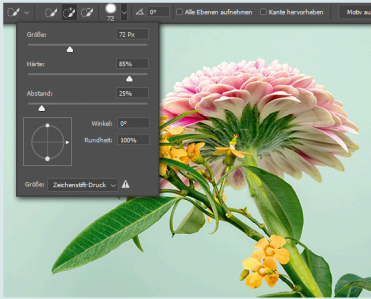 72
0°
Alle Ebenen aufnehmen
Kante hervorheben
Motiv au
Größe: 72 Px
Härte: 85%
Abstand: 25%
Winkel: 0°
Rundheit: 100%
Größe: Zeichenstift-Druck